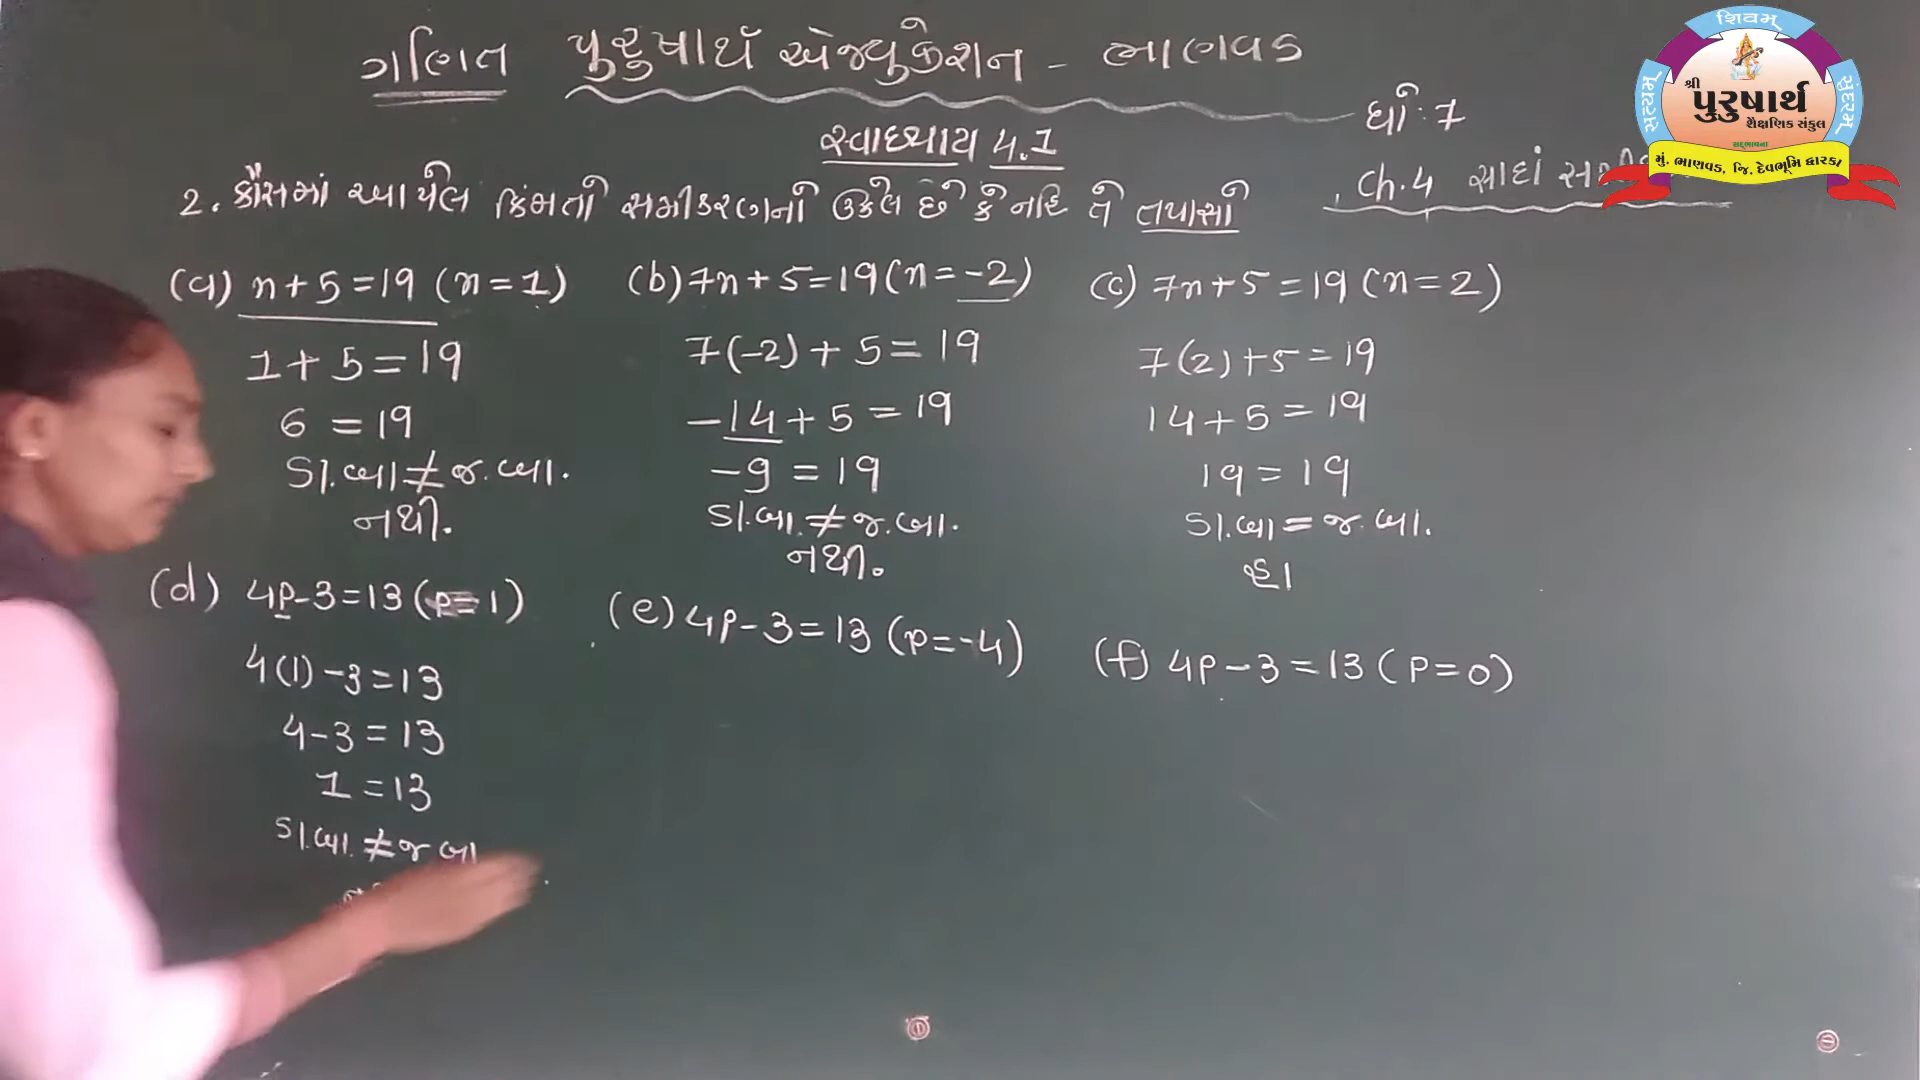 ગણિત પુરુષાર્થ એજ્યુકેશન - ભાણવડ
શિવમ્
સત્યમ્
સુંદરમ્
શ્રી
પુરુષાર્થ
શૈક્ષણિક સંકુલ
મું. ભાણવડ, જિ. દેવભૂમિ દ્વારકા
ધો : 7
સ્વાધ્યાય 4.1
Ch.4 સાદાં
2. કૌંસમાં આપેલ કિંમતો સમીકરણનો ઉકેલ છે કે નહિ તે તપાસો
(a) n + 5 = 19 (n = 1)
1 + 5 = 19
6 = 19
ડા.બા ≠ જ.બા.
નથી.
(b) 7n + 5 = 19 (n = -2)
7(-2) + 5 = 19
-14 + 5 = 19
-9 = 19
ડા.બા. ≠ જ.બા.
નથી.
(c) 7n + 5 = 19 (n = 2)
7(2) + 5 = 19
14 + 5 = 19
19 = 19
ડા.બા = જ.બા.
હા
(d) 4p - 3 = 13 (p = 1)
4(1) - 3 = 13
4 - 3 = 13
1 = 13
ડા.બા. ≠ જ બા
(e) 4p - 3 = 13 (p = -4)
(f) 4p - 3 = 13 (p = 0)